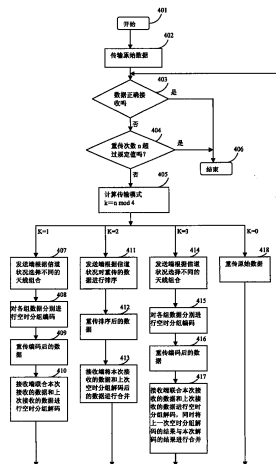 401
开始
402
传输原始数据
403
数据正确接
收吗
是
否
404
重传次数 n 超
过预定值吗?
是
否
405
406
结束
计算传输模式
k=n mod 4
K=1
K=2
K=3
K=0
407
发送端根据信道
状况选择不同的
天线组合
408
对各组数据分别进
行空时分组编码
409
重传编码后的数
据
410
接收端联合本次接
收的数据和上次接
收的数据进行空时
分组解码
411
发送端根据信道
状况对重传的数
据进行排序
412
重传排序后的数
据
413
接收端将本次接
收的数据和上次
空时分组解码后
的数据进行合并
414
发送端根据信道
状况选择不同的
天线组合
415
对各组数据分别进
行空时分组编码
416
重传编码后的数
据
417
接收端联合本次接
收的数据和上次接
收的数据进行空时
分组解码,同时将
上一次空时分组解
码的结果与本次解
码的结果进行合并
418
重传原始数据